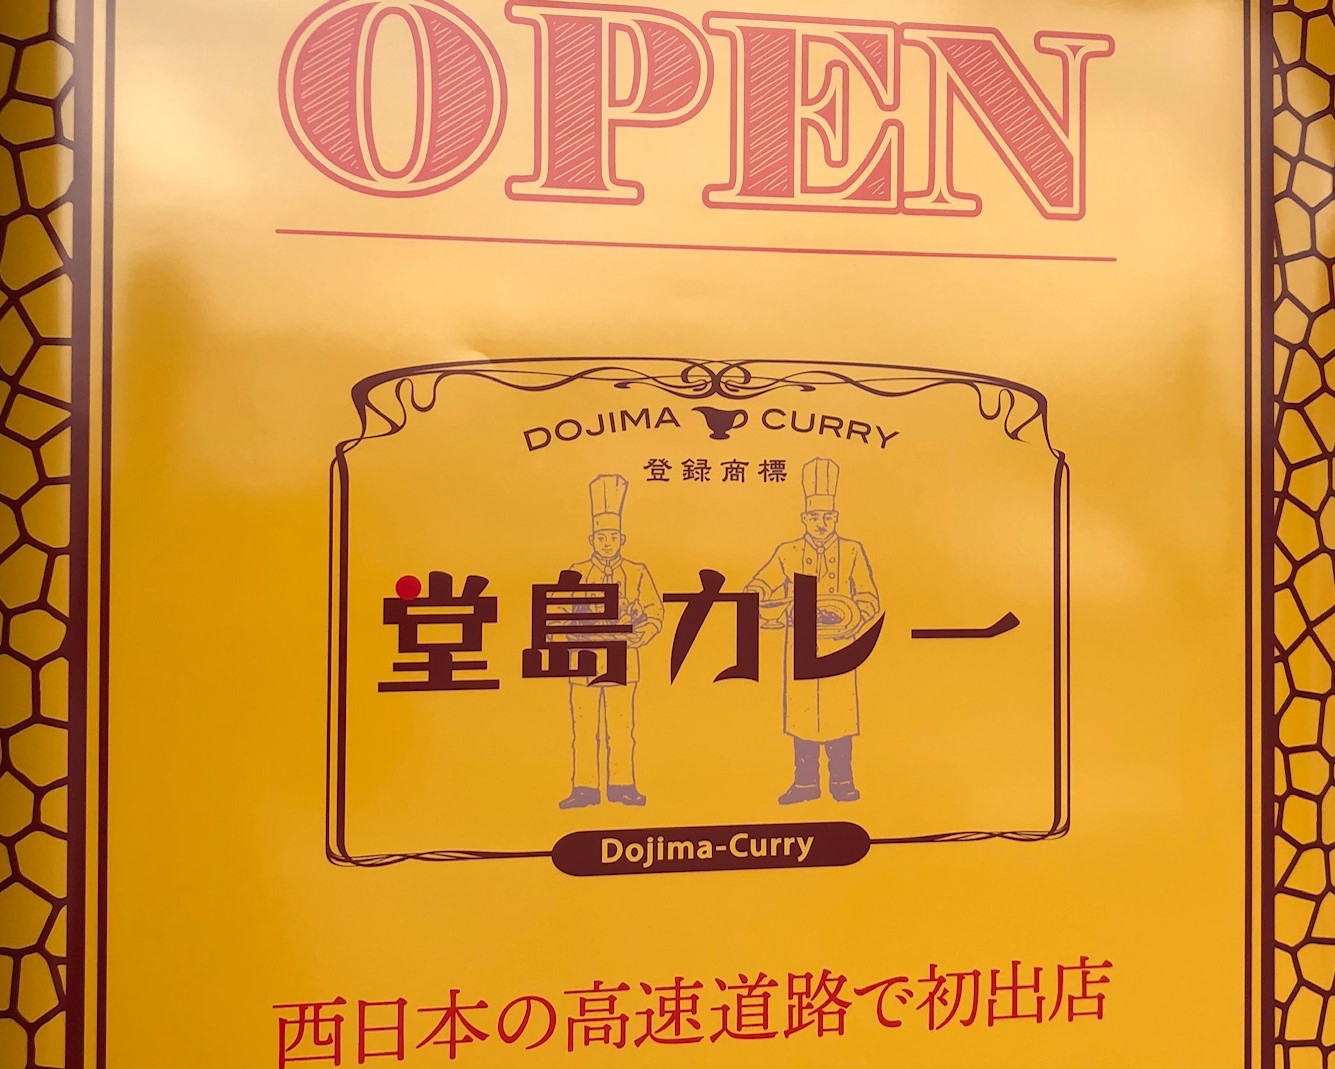 OPEN
DOJIMA CURRY
登録商標
堂島カレー
Dojima-Curry
西日本の高速道路で初出店